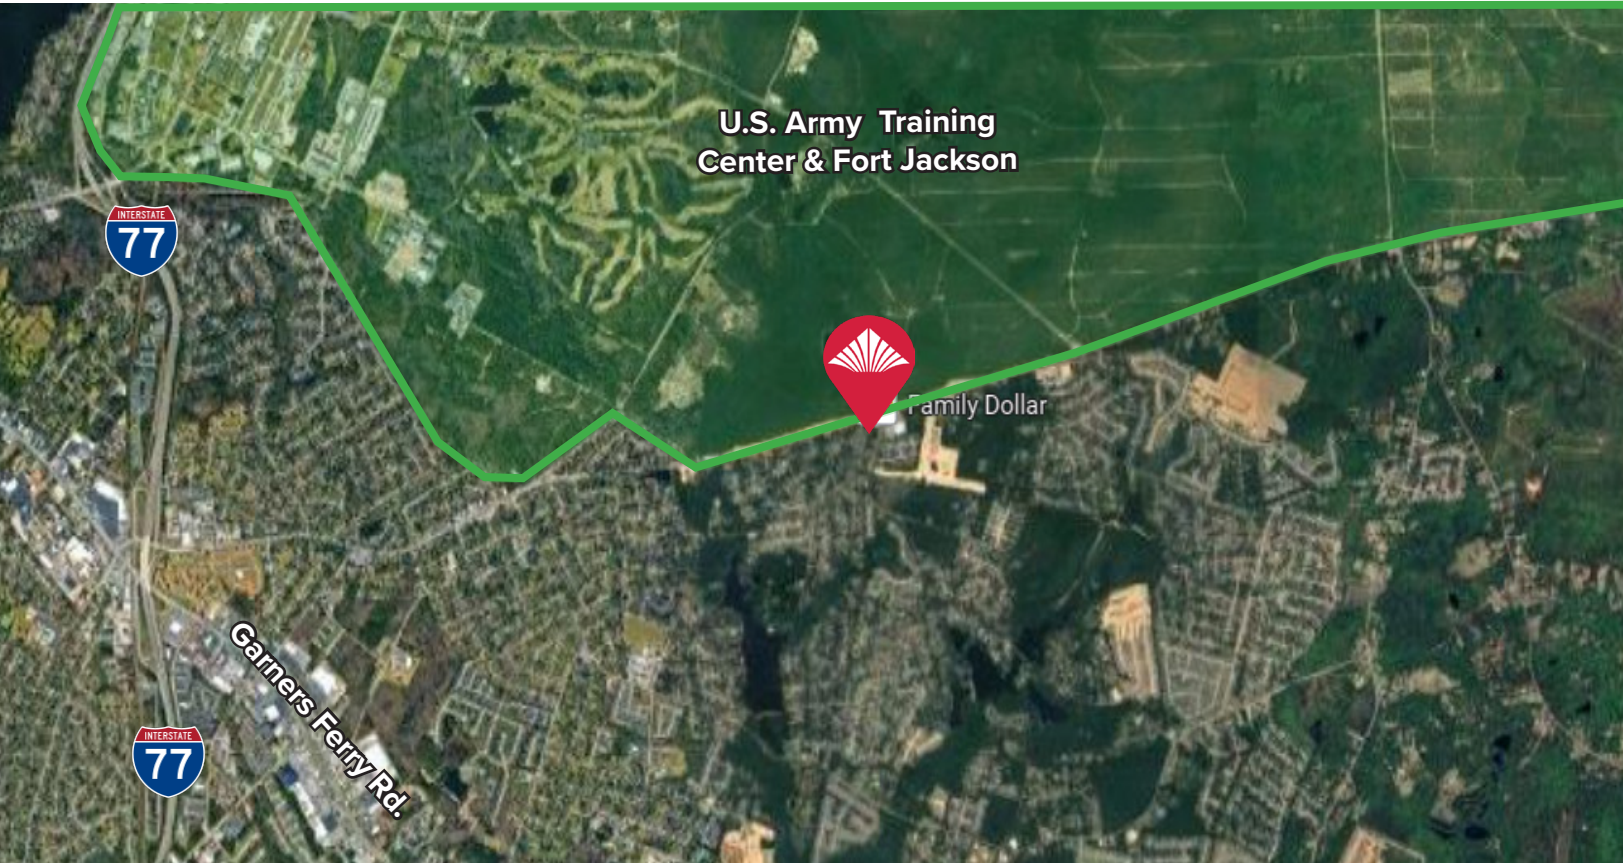 U.S. Army Training
Center & Fort Jackson
INTERSTATE
77
Family Dollar
Garners Ferry Rd.
INTERSTATE
77